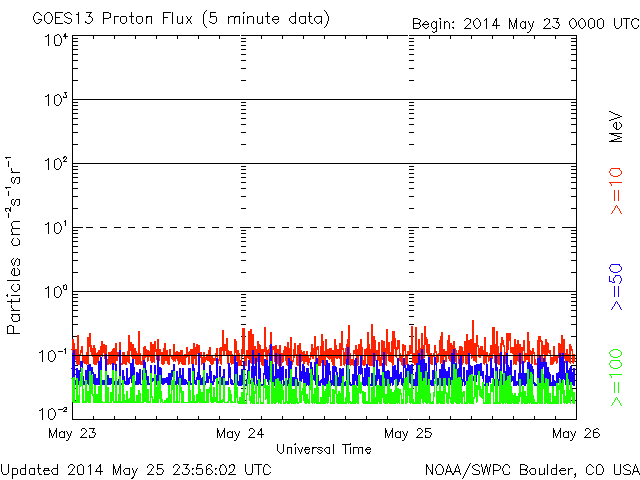 GOES13 Proton Flux (5 minute data)
Begin: 2014 May 23 0000 UTC
Particles cm⁻²s⁻¹sr⁻¹
10⁴
10³
10²
10¹
10⁰
10⁻¹
10⁻²
May 23
May 24
May 25
May 26
Universal Time
>=10 MeV
>=50
>=100
Updated 2014 May 25 23:56:02 UTC
NOAA/SWPC Boulder, CO USA